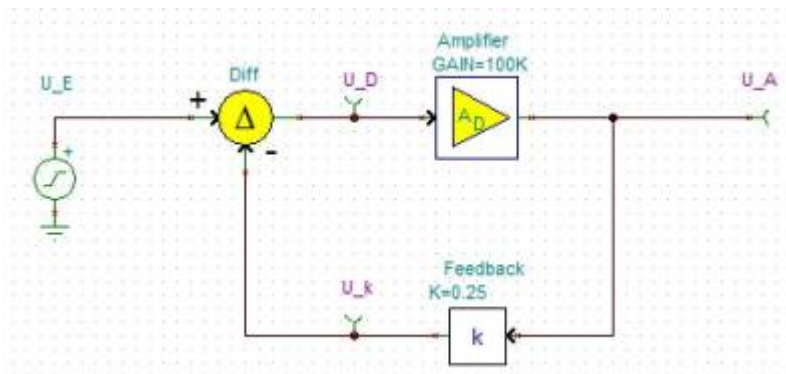 Amplifier
GAIN=100K
U_E
Diff
U_D
U_A
+
Δ
A_D
-
+
Feedback
K=0.25
U_k
k